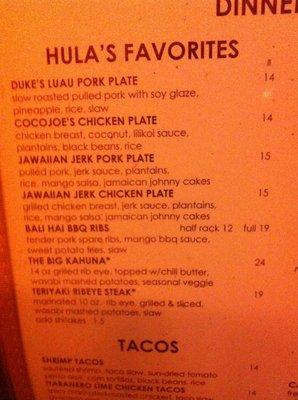 DINNE
HULA'S FAVORITES
DUKE'S LUAU PORK PLATE 14
slow roasted pulled pork with soy glaze,
pineapple, rice, slaw
COCOJOE'S CHICKEN PLATE 14
chicken breast, coconut, lilikoi sauce,
plantains, black beans, rice
JAWAIIAN JERK PORK PLATE 15
pulled pork, jerk sauce, plantains,
rice, mango salsa, jamaican johnny cakes
JAWAIIAN JERK CHICKEN PLATE 15
grilled chicken breast, jerk sauce, plantains,
rice, mango salsa, jamaican johnny cakes
BALI HAI BBQ RIBS half rack 12 full 19
tender pork spare ribs, mango bbq sauce,
sweet potato fries, slaw
THE BIG KAHUNA* 24
14 oz grilled rib eye, topped w/chili butter,
wasabi mashed potatoes, seasonal veggie
TERIYAKI RIBEYE STEAK* 19
marinated 10 oz. rib eye, grilled & sliced,
wasabi mashed potatoes, slaw
add shitakes 1.5
TACOS
SHRIMP TACOS 14
sauteed shrimp, taco slaw, sun-dried tomato
pesto aioli, corn tortillas, black beans, rice
HABANERO LIME CHICKEN TACOS 14